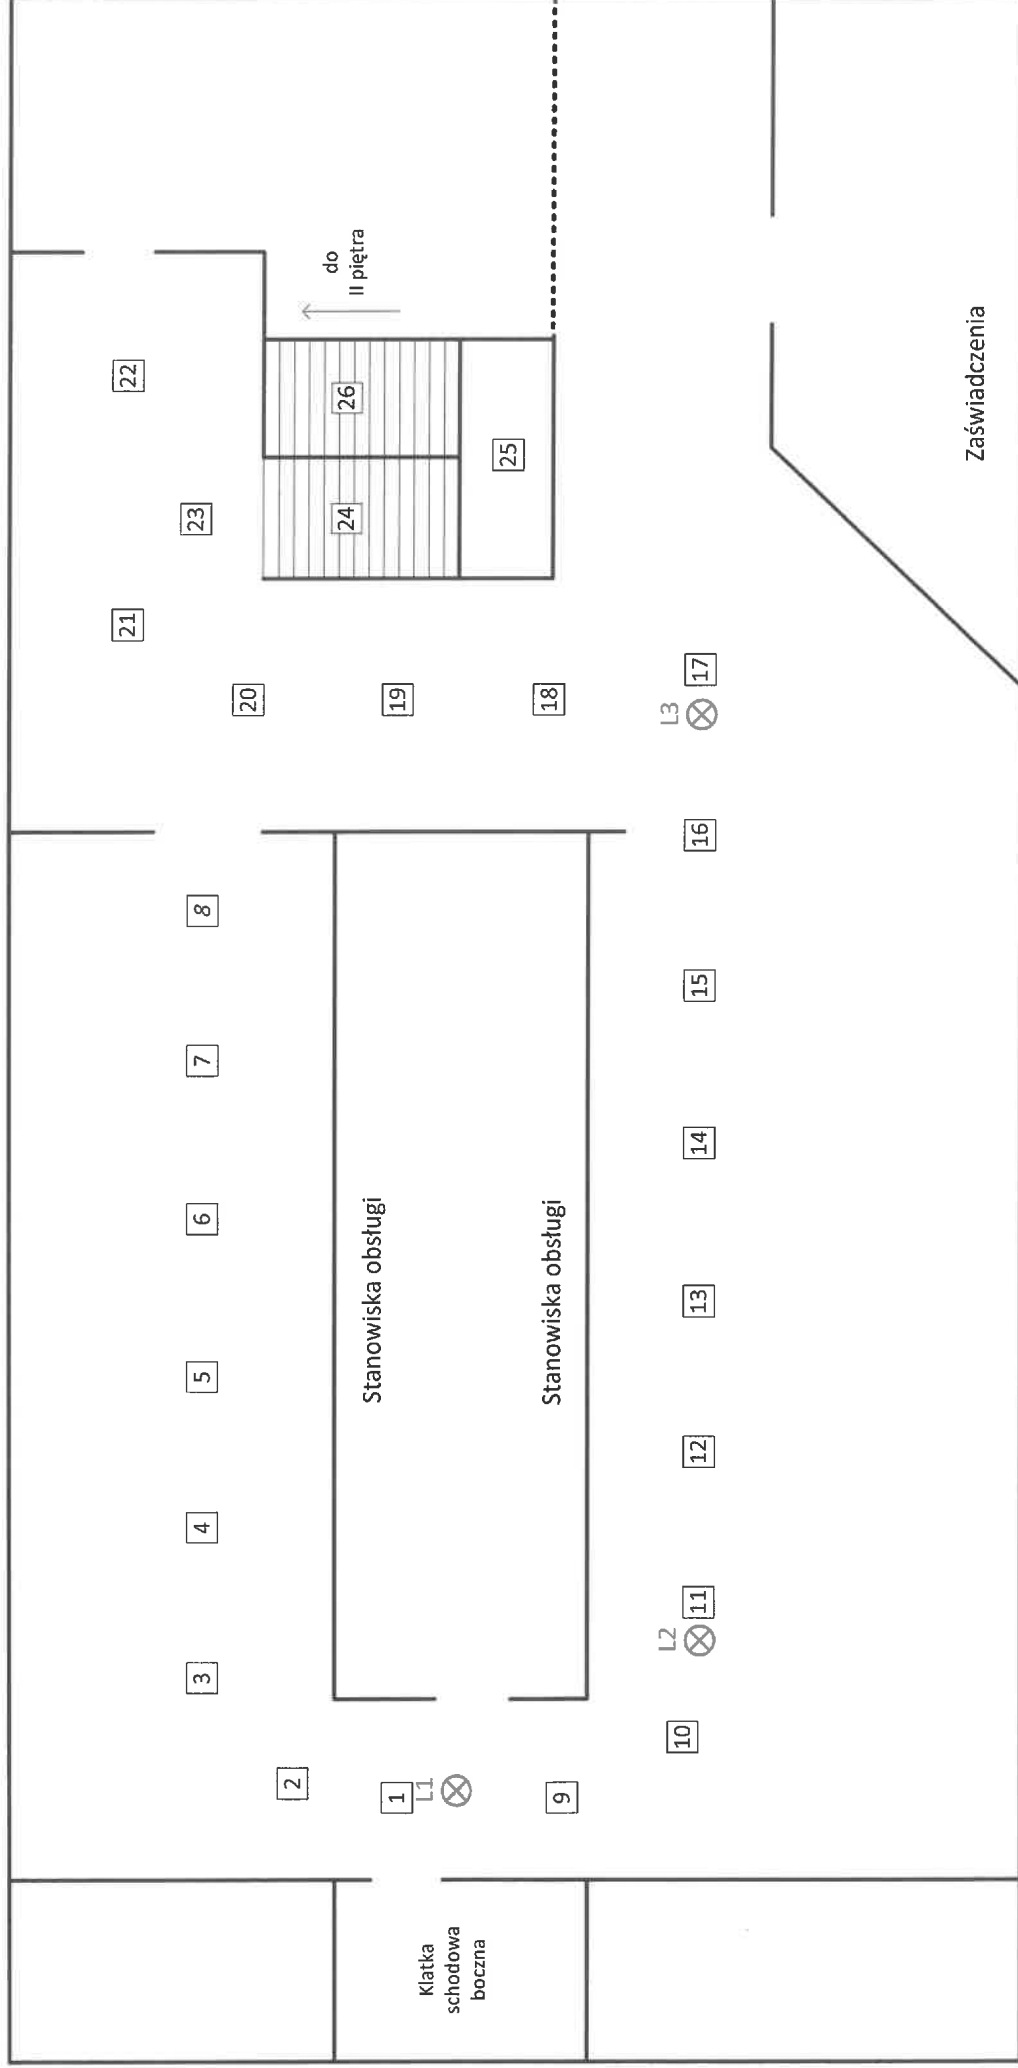 21 22
3 4 5 6 7 8 23
20
2
do
II piętra
24 26
Stanowiska obsługi
1 19
L1
Klatka
schodowa
boczna
25
Stanowiska obsługi
18
9
L2 L3
10
11 12 13 14 15 16 17
Zaświadczenia